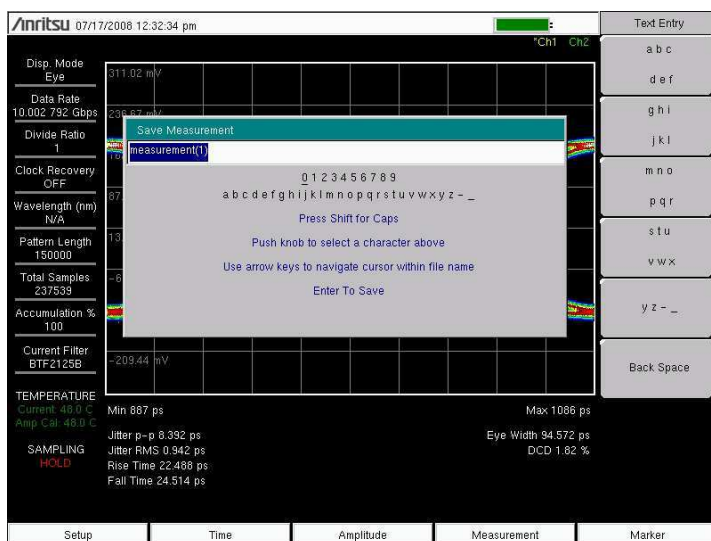 Anritsu 07/17/2008 12:32:34 pm
Text Entry
*Ch1 Ch2
Disp. Mode
Eye
Data Rate
10.002 792 Gbps
Divide Ratio
1
Clock Recovery
OFF
Wavelength (nm)
N/A
Pattern Length
150000
Total Samples
237539
Accumulation %
100
Current Filter
BTF2125B
TEMPERATURE
Current: 48.0 C
Amp Cal: 48.0 C
SAMPLING
HOLD
311.02 mV
236.67 mV
Save Measurement
measurement(1)
0 1 2 3 4 5 6 7 8 9
a b c d e f g h i j k l m n o p q r s t u v w x y z - _
Press Shift for Caps
Push knob to select a character above
Use arrow keys to navigate cursor within file name
Enter To Save
-209.44 mV
Min 887 ps
Max 1086 ps
Jitter p-p 8.392 ps
Eye Width 94.572 ps
Jitter RMS 0.942 ps
DCD 1.82 %
Rise Time 22.488 ps
Fall Time 24.514 ps
a b c
d e f
g h i
j k l
m n o
p q r
s t u
v w x
y z - _
Back Space
Setup
Time
Amplitude
Measurement
Marker